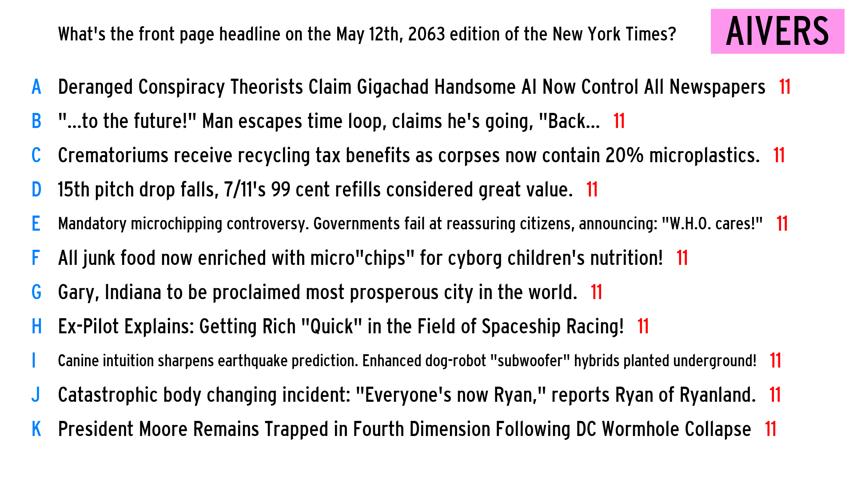 What's the front page headline on the May 12th, 2063 edition of the New York Times?
AIVERS
A Deranged Conspiracy Theorists Claim Gigachad Handsome AI Now Control All Newspapers 11
B "...to the future!" Man escapes time loop, claims he's going, "Back... 11
C Crematoriums receive recycling tax benefits as corpses now contain 20% microplastics. 11
D 15th pitch drop falls, 7/11's 99 cent refills considered great value. 11
E Mandatory microchipping controversy. Governments fail at reassuring citizens, announcing: "W.H.O. cares!" 11
F All junk food now enriched with micro"chips" for cyborg children's nutrition! 11
G Gary, Indiana to be proclaimed most prosperous city in the world. 11
H Ex-Pilot Explains: Getting Rich "Quick" in the Field of Spaceship Racing! 11
I Canine intuition sharpens earthquake prediction. Enhanced dog-robot "subwoofer" hybrids planted underground! 11
J Catastrophic body changing incident: "Everyone's now Ryan," reports Ryan of Ryanland. 11
K President Moore Remains Trapped in Fourth Dimension Following DC Wormhole Collapse 11